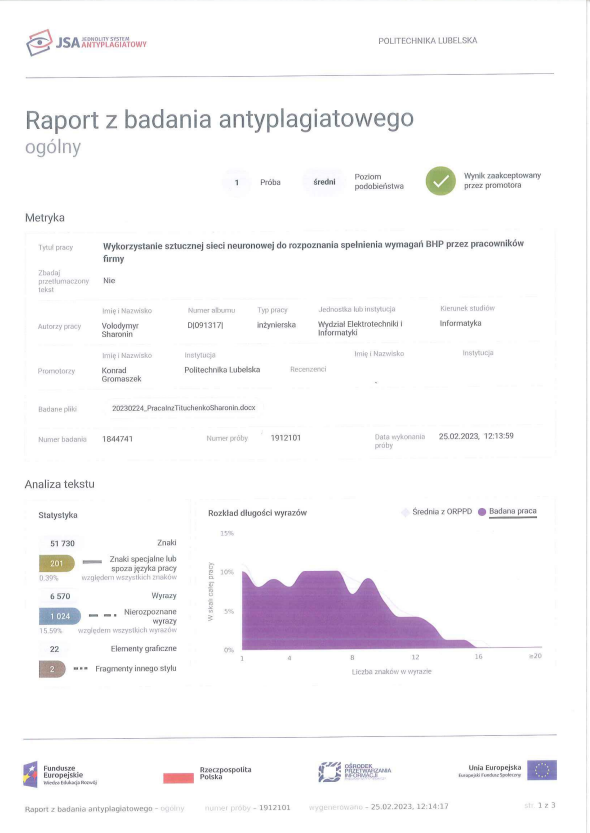 JSA JEDNOLITY SYSTEM
ANTYPLAGIATOWY
POLITECHNIKA LUBELSKA
Raport z badania antyplagiatowego
ogólny
1 Próba
średni Poziom
podobieństwa
Wynik zaakceptowany
przez promotora
Metryka
Tytuł pracy
Wykorzystanie sztucznej sieci neuronowej do rozpoznania spełnienia wymagań BHP przez pracowników
firmy
Zbadaj
przetłumaczony
tekst
Nie
Imię i Nazwisko Numer albumu Typ pracy Jednostka lub instytucja Kierunek studiów
Autorzy pracy
Volodymyr
Sharonin
D(091317)
inżynierska
Wydział Elektrotechniki i
Informatyki
Informatyka
Imię i Nazwisko Instytucja Imię i Nazwisko Instytucja
Promotorzy
Konrad
Gromaszek
Politechnika Lubelska
Recenzenci
-
Badane pliki 20230224_PracaInzTituchenkoSharonin.docx
Numer badania 1844741 Numer próby 1912101 Data wykonania
próby
25.02.2023, 12:13:59
Analiza tekstu
Statystyka
51 730 Znaki
201 Znaki specjalne lub
spoza języka pracy
0.39% względem wszystkich znaków
6 570 Wyrazy
1 024 Nierozpoznane
wyrazy
15.59% względem wszystkich wyrazów
22 Elementy graficzne
2 Fragmenty innego stylu
Rozkład długości wyrazów
Średnia z ORPPD Badana praca
W skali całej pracy
15%
10%
5%
0%
1 4 8 12 16 ≥20
Liczba znaków w wyrazie
Fundusze
Europejskie
Wiedza Edukacja Rozwój
Rzeczpospolita
Polska
OŚRODEK
PRZETWARZANIA
INFORMACJI
Unia Europejska
Europejski Fundusz Społeczny
Raport z badania antyplagiatowego - ogólny numer próby - 1912101 wygenerowano - 25.02.2023, 12:14:17 str. 1 z 3